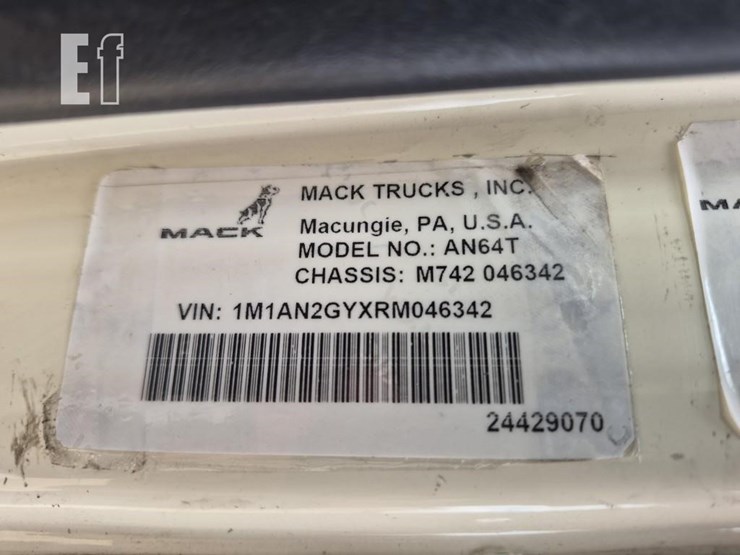 Ef
MACK TRUCKS , INC.
MACK
Macungie, PA, U.S.A.
MODEL NO.: AN64T
CHASSIS: M742 046342
VIN: 1M1AN2GYXRM046342
24429070